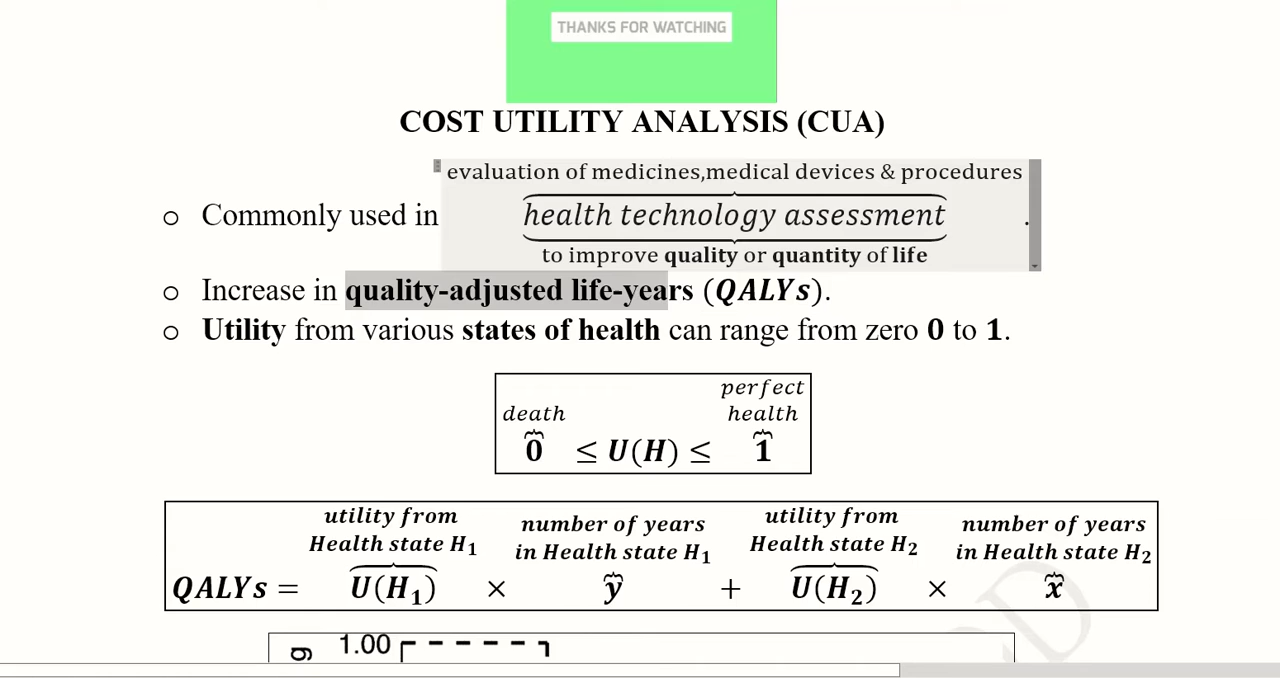 THANKS FOR WATCHING
COST UTILITY ANALYSIS (CUA)
evaluation of medicines,medical devices & procedures
○ Commonly used in health technology assessment .
to improve quality or quantity of life
○ Increase in quality-adjusted life-years (QALYs).
○ Utility from various states of health can range from zero 0 to 1.
perfect
death health
0 ≤ U(H) ≤ 1
utility from number of years utility from number of years
Health state H₁ in Health state H₁ Health state H₂ in Health state H₂
QALYs = U(H₁) × y + U(H₂) × x
1.00
g